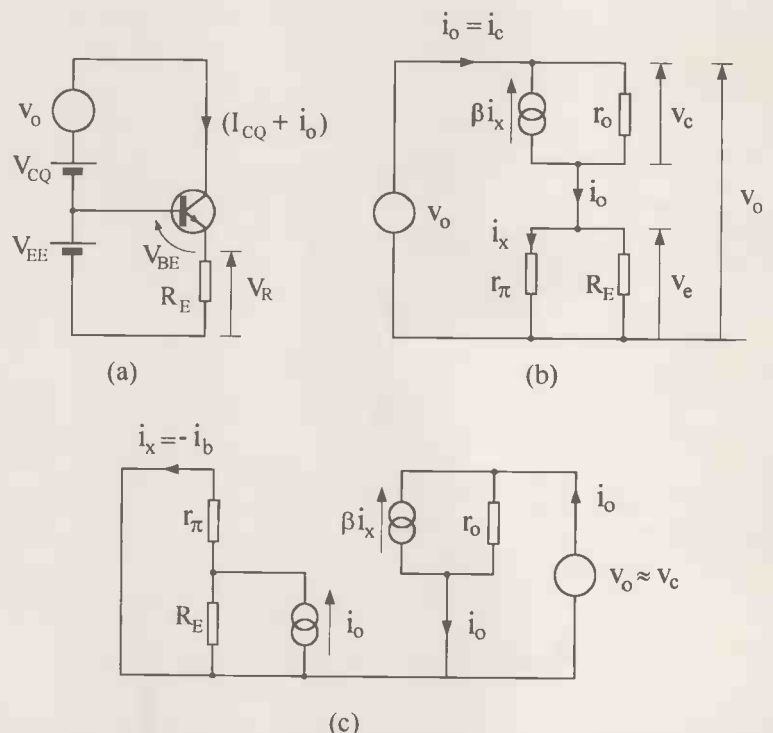 v₀
V_CQ
V_EE
(I_CQ + i_o)
V_BE
R_E
V_R
(a)
i_o = i_c
βi_x
r_o
v_c
v_o
i_o
v_o
i_x
r_π
R_E
v_e
(b)
i_x = - i_b
r_π
R_E
i_o
βi_x
r_o
i_o
i_o
v_o ≈ v_c
(c)